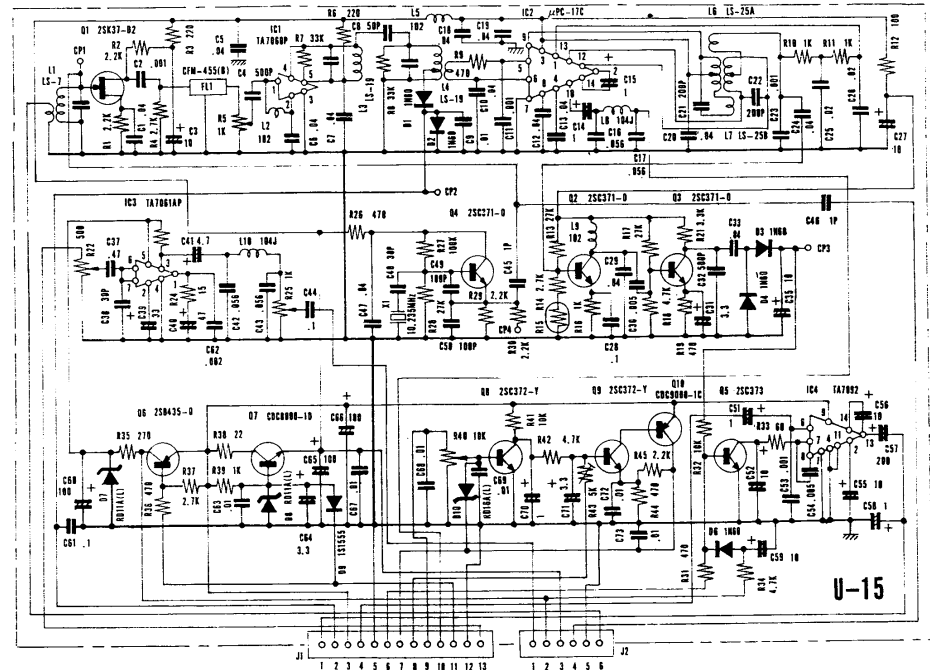 Q1 2SK37-B2
CP1
R2
2.2K
R3 220
C2
.001
L1
LS-7
R1
2.2K
C1 .04
R4 2.7K
C3
10
CFM-455(B)
FL1
R5
1K
C5
.04
C4
500P
IC1
TA7060P
L2
102
C6 .04
R6 220
R7 33K
C7 .04
C8 50P
L5
102
L3 LS-19
R8 33K
L4
LS-19
R9
470
1N60
D1
D2
1N60
C18
.04
C19
.04
C9 .01
C10 .04
C11
.001
IC2 μPC-17C
C12 .04
C13 .04
C14
1
C15
1
L8 104J
C16
.056
C17
.056
L6 LS-25A
C21 200P
C22
200P
L7 LS-25B
C20 .04
C23 .001
C24 .04
R10 1K
R11 1K
C25 .02
C26 .02
R12 100
C27
10
CP2
IC3 TA7061AP
500
R22
C37
.47
39P
C38
C39 33
R24 15
C40 47
C41 4.7
C62
.002
C42 .056
L10 104J
C43 .056
R25 1K
C44
.1
R26 470
C47 .04
C48 30P
X1
10.235MHz
C49
100P
R27
100K
R28 27K
C50 100P
Q4 2SC371-O
R29 2.2K
C45 1P
CP4
R30
2.2K
Q2 2SC371-O
Q3 2SC371-O
R13 27K
L9
102
2.7K
R14
R15
R16 1K
C28
.1
C29
.04
C36 .005
R17 27K
R18 4.7K
R19 470
R21 3.3K
C32 500P
C31 3.3
C33
.04
D3 1N60
D4 1N60
C35 10
CP3
C46 1P
Q6 2SB435-O
Q7 CDC8000-1D
R35 270
R38 22
C60
100
D7
RD11A(L)
C61 .1
470
R36
R37
2.7K
R39 1K
C63 .01
RD11A(L)
D8
C64
3.3
C65 100
C66 100
1S1555
D9
C67 .01
Q8 2SC372-Y
Q9 2SC372-Y
Q10
CDC9000-1C
R40 10K
C68 .01
R41 10K
C69
.01
D10
RD16A(L)
R42 4.7K
C70 1
C71 3.3
5K
R43
C72 .01
R45 2.2K
470
R44
C73 .01
Q5 2SC373
IC4 TA7092
C51
1
R32 10K
R33 60
C52 10
C53 .001
C54 .005
C55 10
C56
10
C57
200
C58 1
D6 1N60
C59 10
R31 470
R34
4.7K
U-15
J1
1 2 3 4 5 6 7 8 9 10 11 12 13
1 2 3 4 5 6
J2